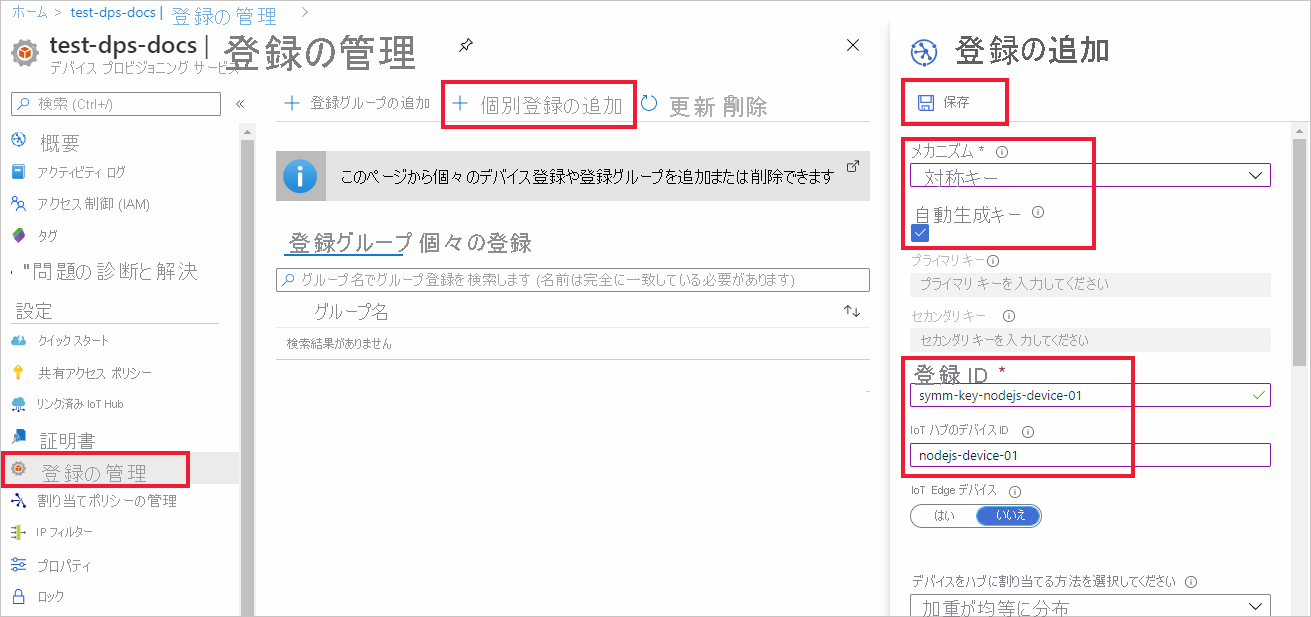 ホーム > test-dps-docs | 登録の管理 >
test-dps-docs | 登録の管理
デバイス プロビジョニング サービス
検索 (Ctrl+/)
«
概要
アクティビティ ログ
アクセス制御 (IAM)
タグ
"問題の診断と解決
設定
クイック スタート
共有アクセス ポリシー
リンク済み IoT Hub
証明書
登録の管理
割り当てポリシーの管理
IP フィルター
プロパティ
ロック
+ 登録グループの追加
+ 個別登録の追加
更新 削除
このページから個々のデバイス登録や登録グループを追加または削除できます
登録グループ 個々の登録
グループ名でグループ登録を検索します (名前は完全に一致している必要があります)
グループ名
検索結果がありません
登録の追加
保存
メカニズム *
対称キー
自動生成キー
プライマリ キー
プライマリ キーを入力してください
セカンダリ キー
セカンダリ キーを入力してください
登録 ID *
symm-key-nodejs-device-01
IoT ハブのデバイス ID
nodejs-device-01
IoT Edge デバイス
はい いいえ
デバイスをハブに割り当てる方法を選択してください
加重が均等に分布